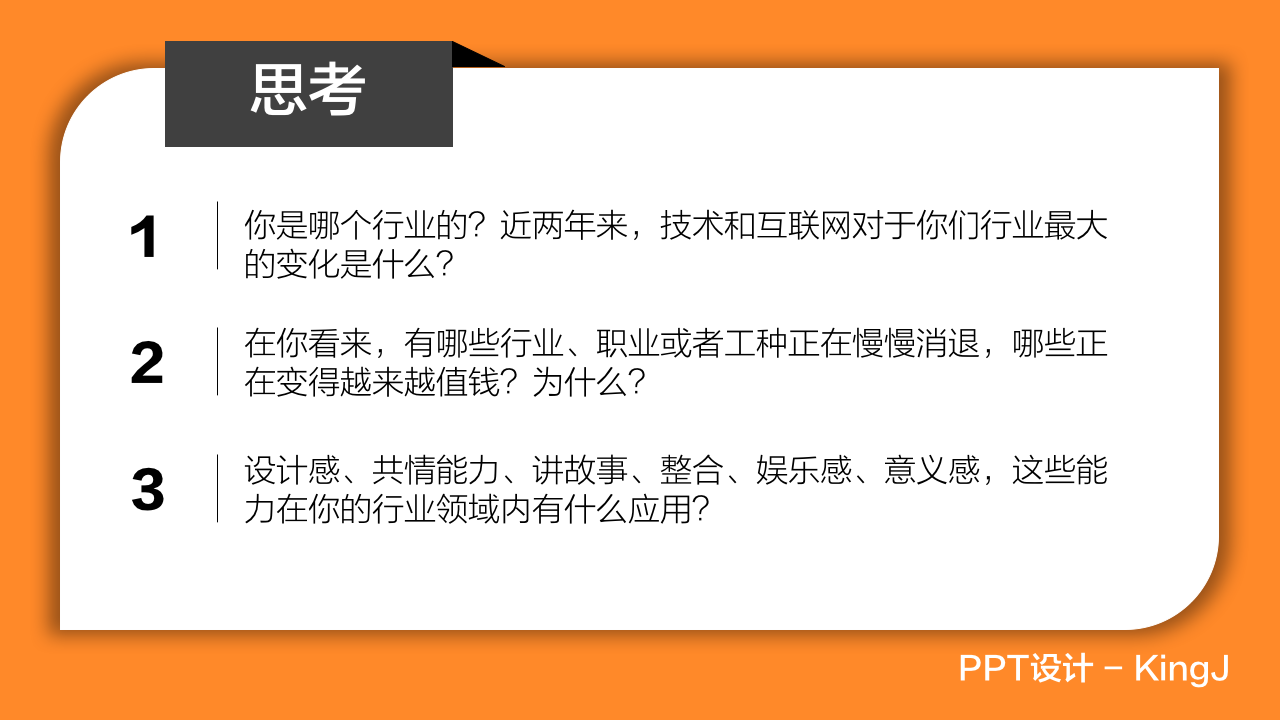 思考
1
你是哪个行业的？近两年来，技术和互联网对于你们行业最大
的变化是什么？
2
在你看来，有哪些行业、职业或者工种正在慢慢消退，哪些正
在变得越来越值钱？为什么？
3
设计感、共情能力、讲故事、整合、娱乐感、意义感，这些能
力在你的行业领域内有什么应用？
PPT设计 – KingJ